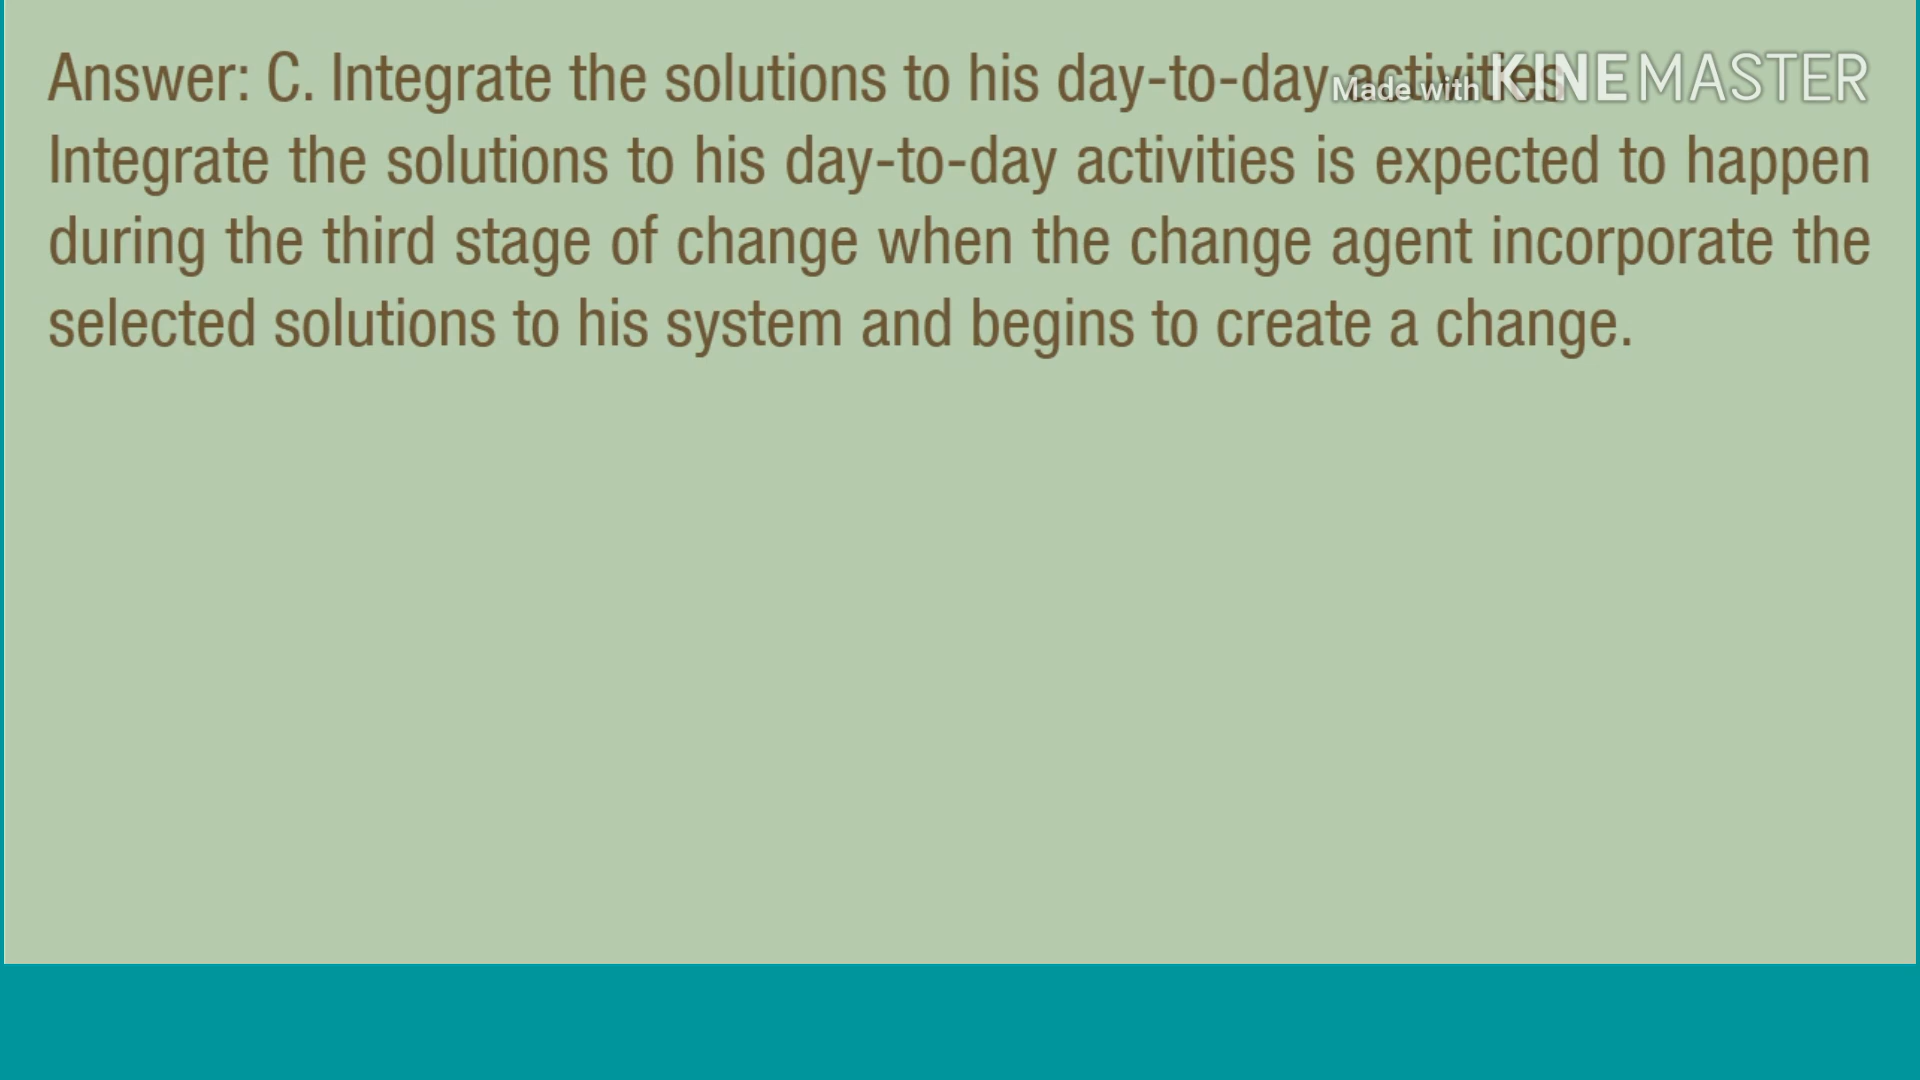 Answer: C. Integrate the solutions to his day-to-day activities
Made with KINEMASTER
Integrate the solutions to his day-to-day activities is expected to happen
during the third stage of change when the change agent incorporate the
selected solutions to his system and begins to create a change.